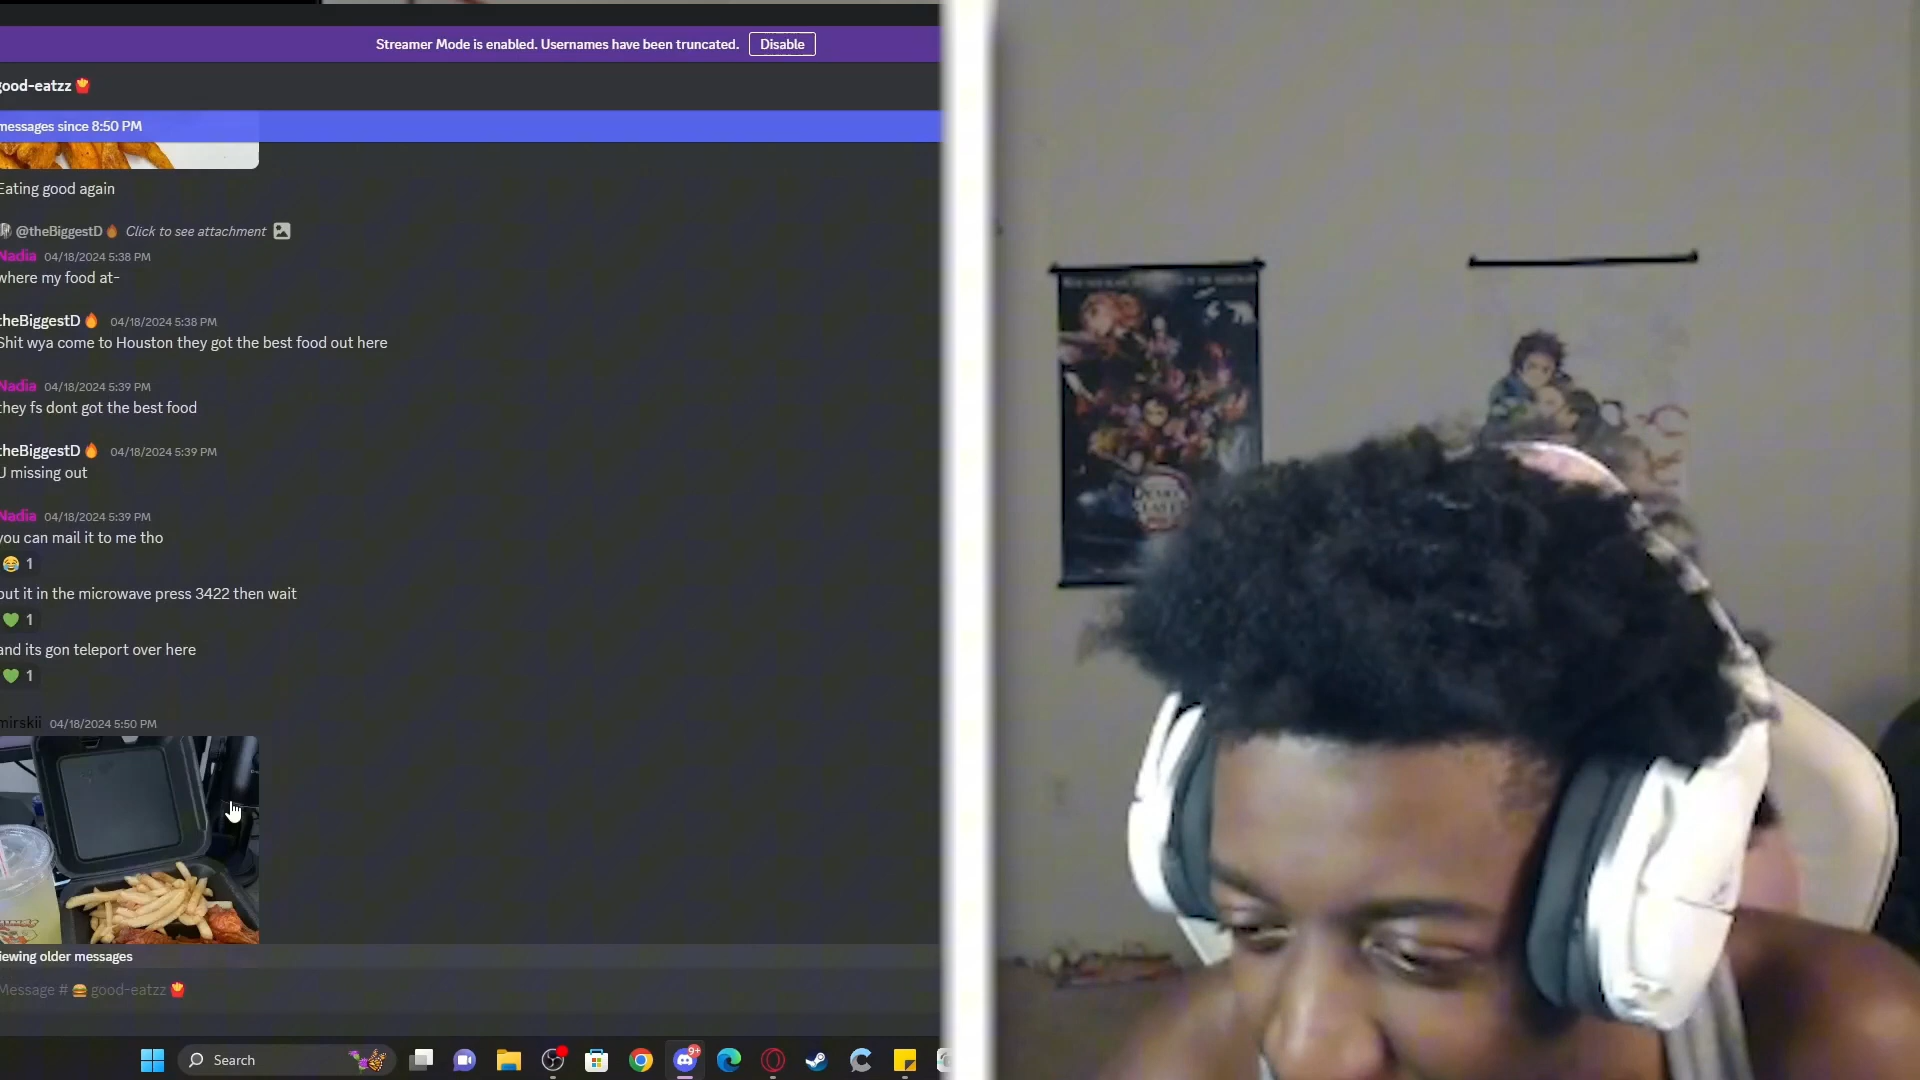 Streamer Mode is enabled. Usernames have been truncated. Disable
good-eatzz
messages since 8:50 PM
Eating good again
@theBiggestD Click to see attachment
Nadia 04/18/2024 5:38 PM
where my food at-
theBiggestD 04/18/2024 5:38 PM
Shit wya come to Houston they got the best food out here
Nadia 04/18/2024 5:39 PM
they fs dont got the best food
theBiggestD 04/18/2024 5:39 PM
U missing out
Nadia 04/18/2024 5:39 PM
you can mail it to me tho
1
put it in the microwave press 3422 then wait
1
and its gon teleport over here
1
mirskii 04/18/2024 5:50 PM
iewing older messages
Message # good-eatzz
Search
9+